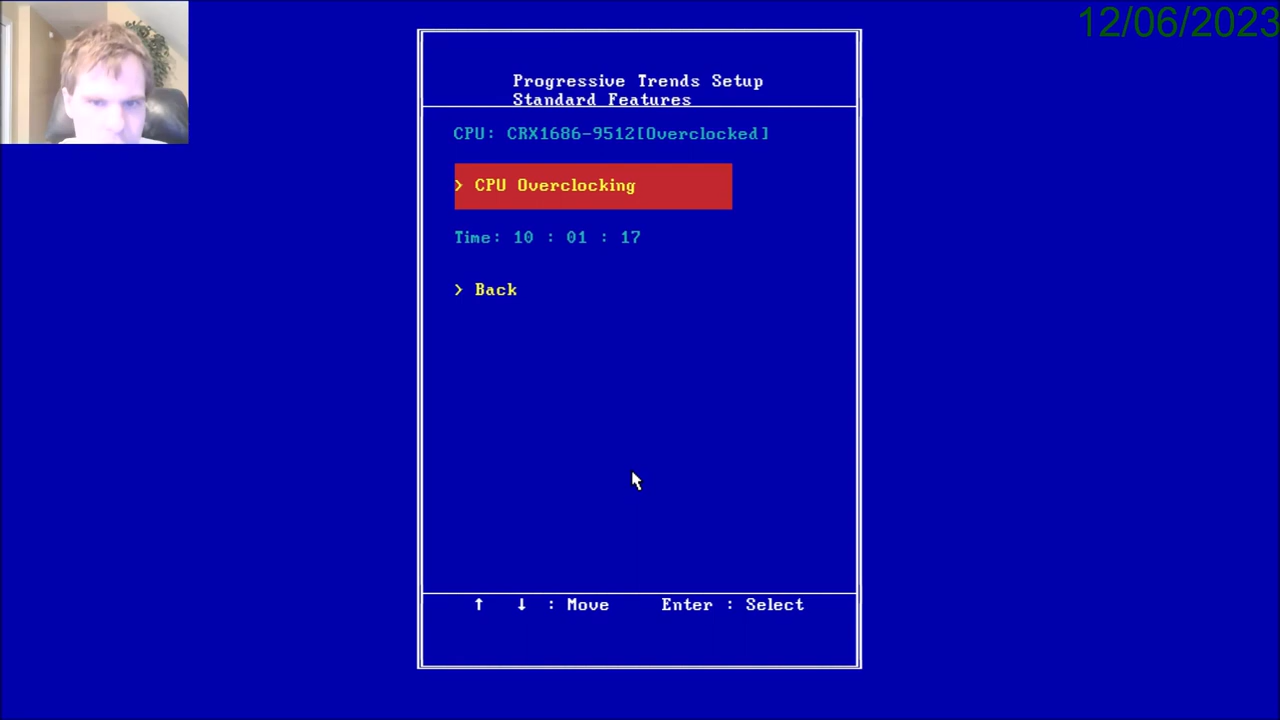 12/06/2023
Progressive Trends Setup
Standard Features
CPU: CRX1686-9512[Overclocked]
> CPU Overclocking
Time: 10 : 01 : 17
> Back
↑ ↓ : Move Enter : Select